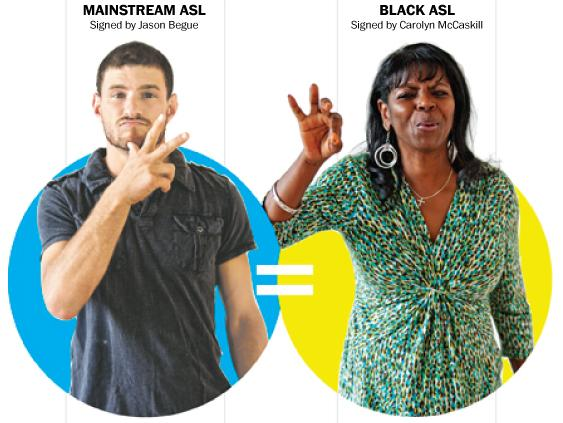 MAINSTREAM ASL
Signed by Jason Begue
BLACK ASL
Signed by Carolyn McCaskill
=